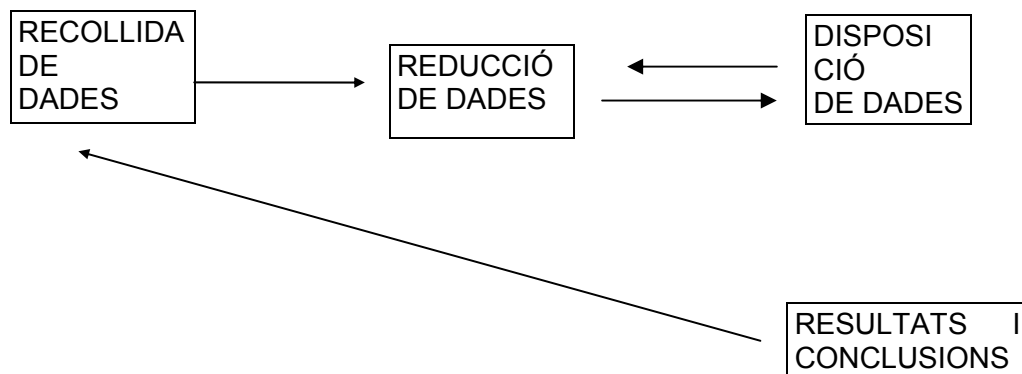 RECOLLIDA
DE
DADES
REDUCCIÓ
DE DADES
DISPOSI
CIÓ
DE DADES
RESULTATS I
CONCLUSIONS